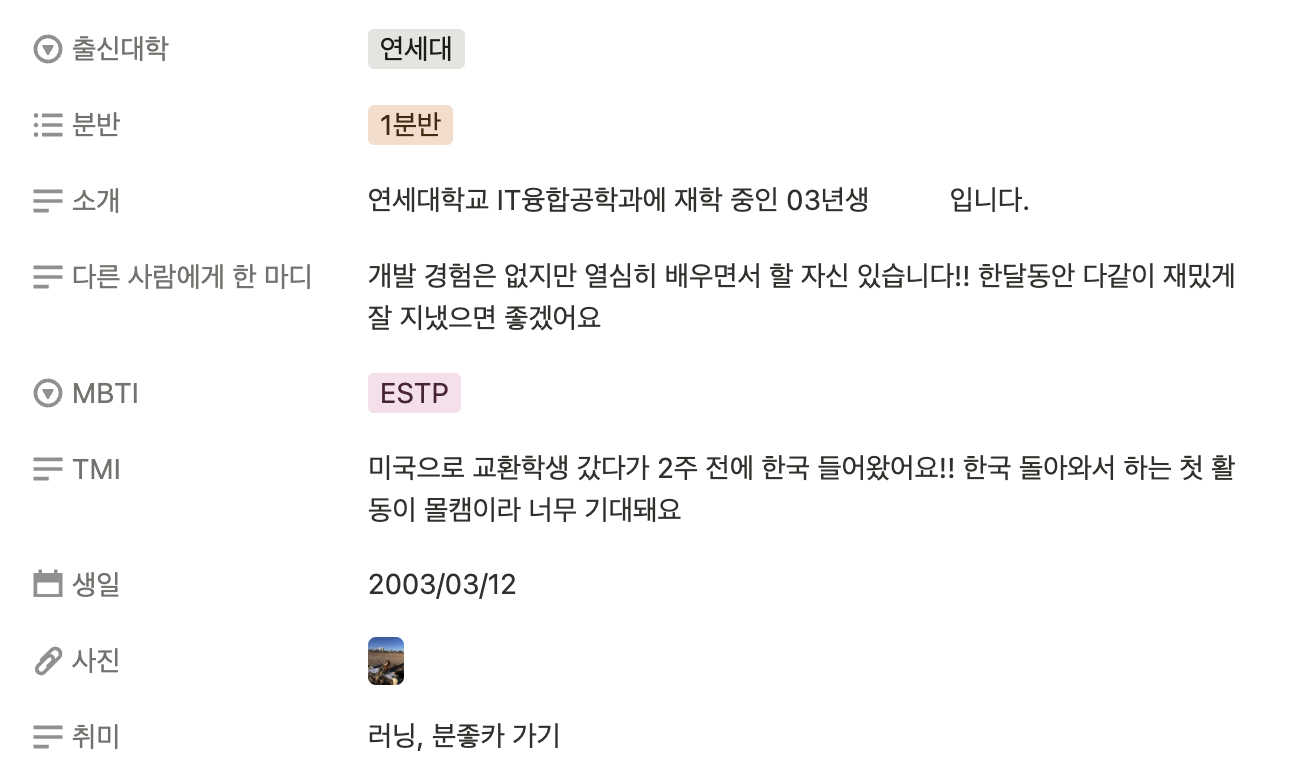 출신대학 연세대
분반 1분반
소개 연세대학교 IT융합공학과에 재학 중인 03년생 입니다.
다른 사람에게 한 마디 개발 경험은 없지만 열심히 배우면서 할 자신 있습니다!! 한달동안 다같이 재밌게
잘 지냈으면 좋겠어요
MBTI ESTP
TMI 미국으로 교환학생 갔다가 2주 전에 한국 들어왔어요!! 한국 돌아와서 하는 첫 활
동이 몰캠이라 너무 기대돼요
생일 2003/03/12
사진
취미 러닝, 분좋카 가기